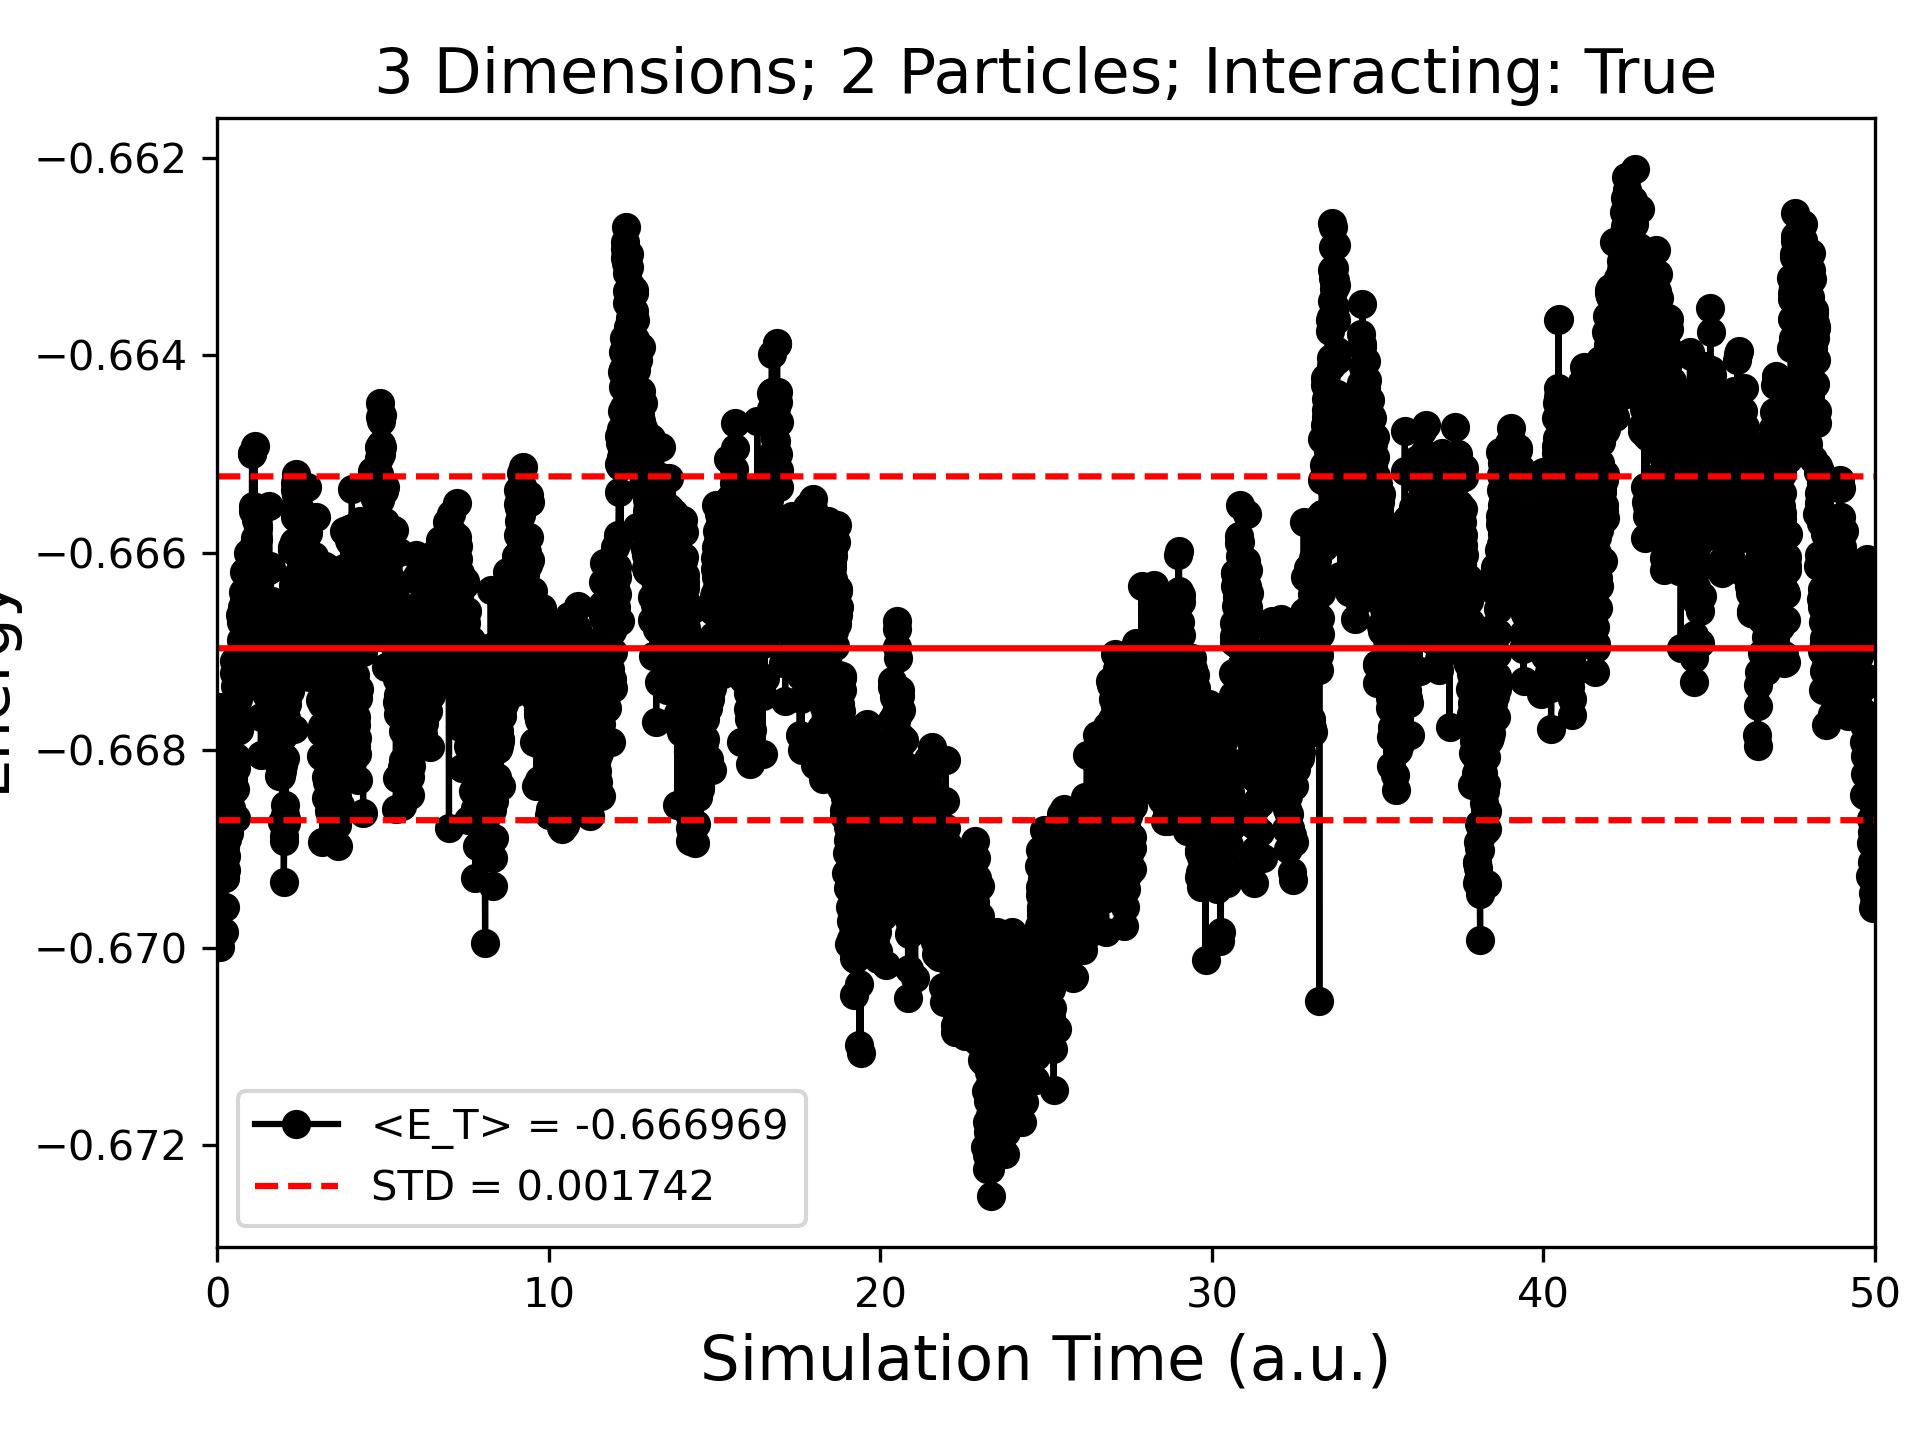 3 Dimensions; 2 Particles; Interacting: True
−0.662
−0.664
−0.666
−0.668
−0.670
−0.672
Energy
<E_T> = -0.666969
STD = 0.001742
0 10 20 30 40 50
Simulation Time (a.u.)